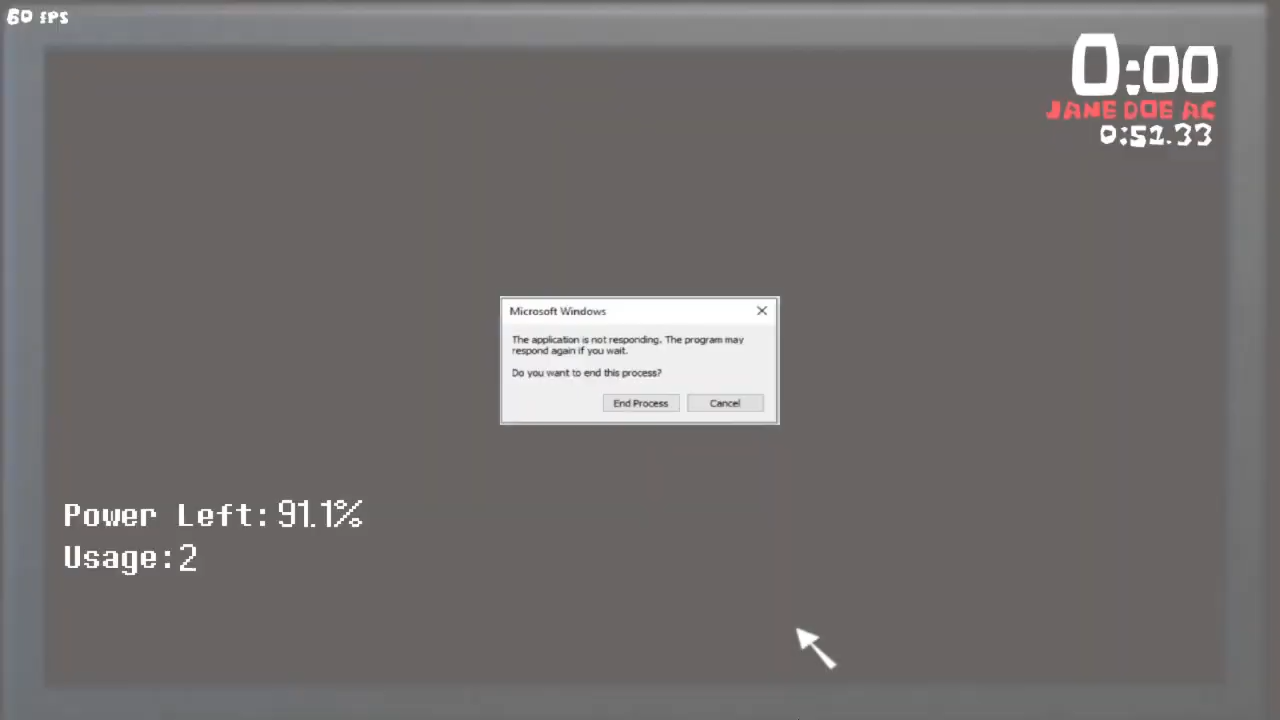 60 FPS
0:00
JANE DOE AC
0:51.33
Microsoft Windows
The application is not responding. The program may
respond again if you wait.
Do you want to end this process?
End Process
Cancel
Power Left: 91.1%
Usage:2